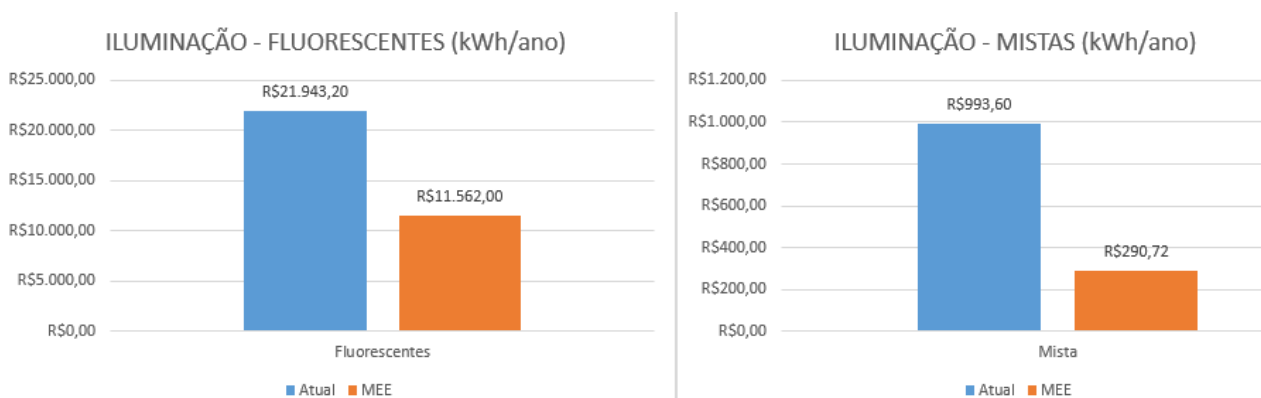 ILUMINAÇÃO - FLUORESCENTES (kWh/ano)
R$25.000,00
R$20.000,00
R$15.000,00
R$10.000,00
R$5.000,00
R$0,00
R$21.943,20
R$11.562,00
Fluorescentes
Atual MEE
ILUMINAÇÃO - MISTAS (kWh/ano)
R$1.200,00
R$1.000,00
R$800,00
R$600,00
R$400,00
R$200,00
R$0,00
R$993,60
R$290,72
Mista
Atual MEE